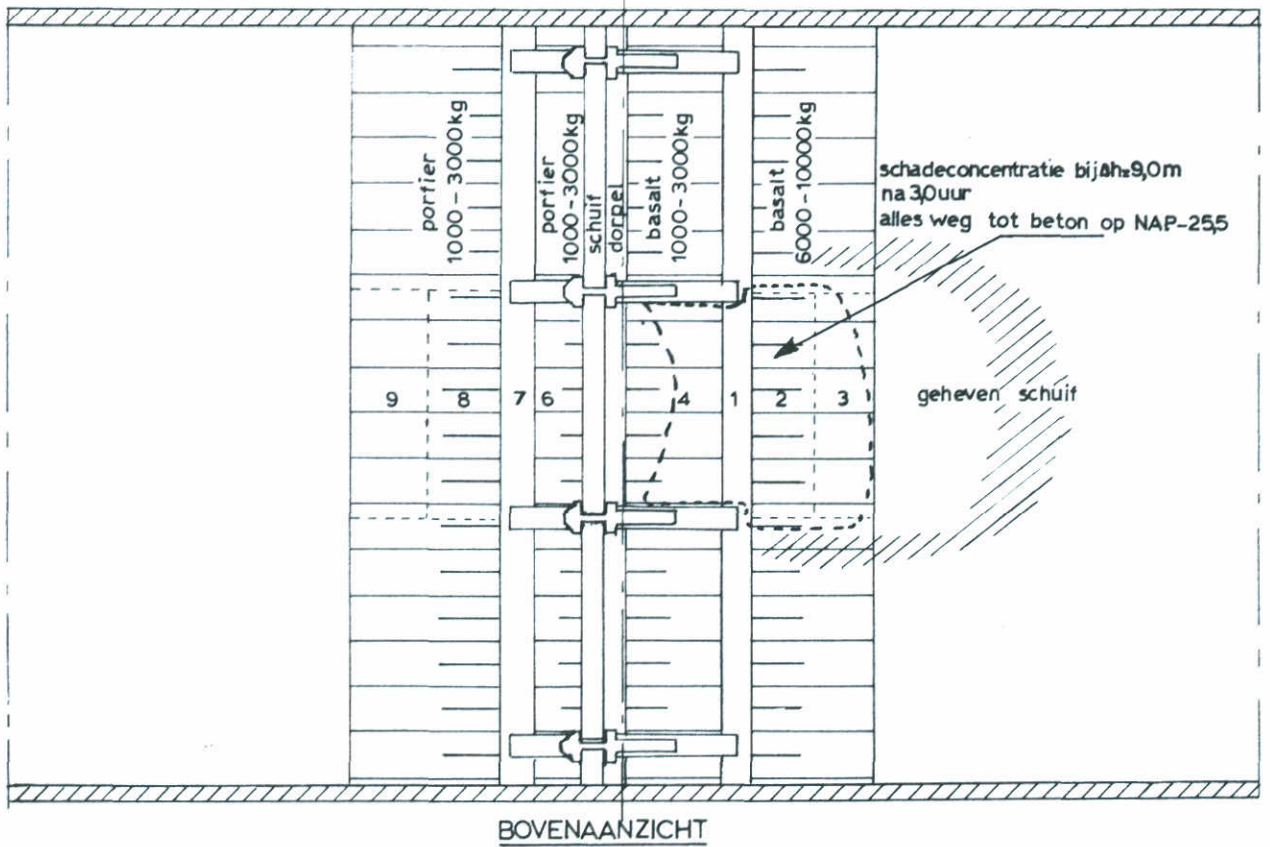 portier
1000-3000kg
portier
1000-3000kg
schuif
dorpel
basalt
1000-3000kg
basalt
6000-10000kg
schadeconcentratie bij Δh=9,0m
na 3,0uur
alles weg tot beton op NAP-25,5
9 8 7 6 4 1 2 3
geheven schuif
BOVENAANZICHT